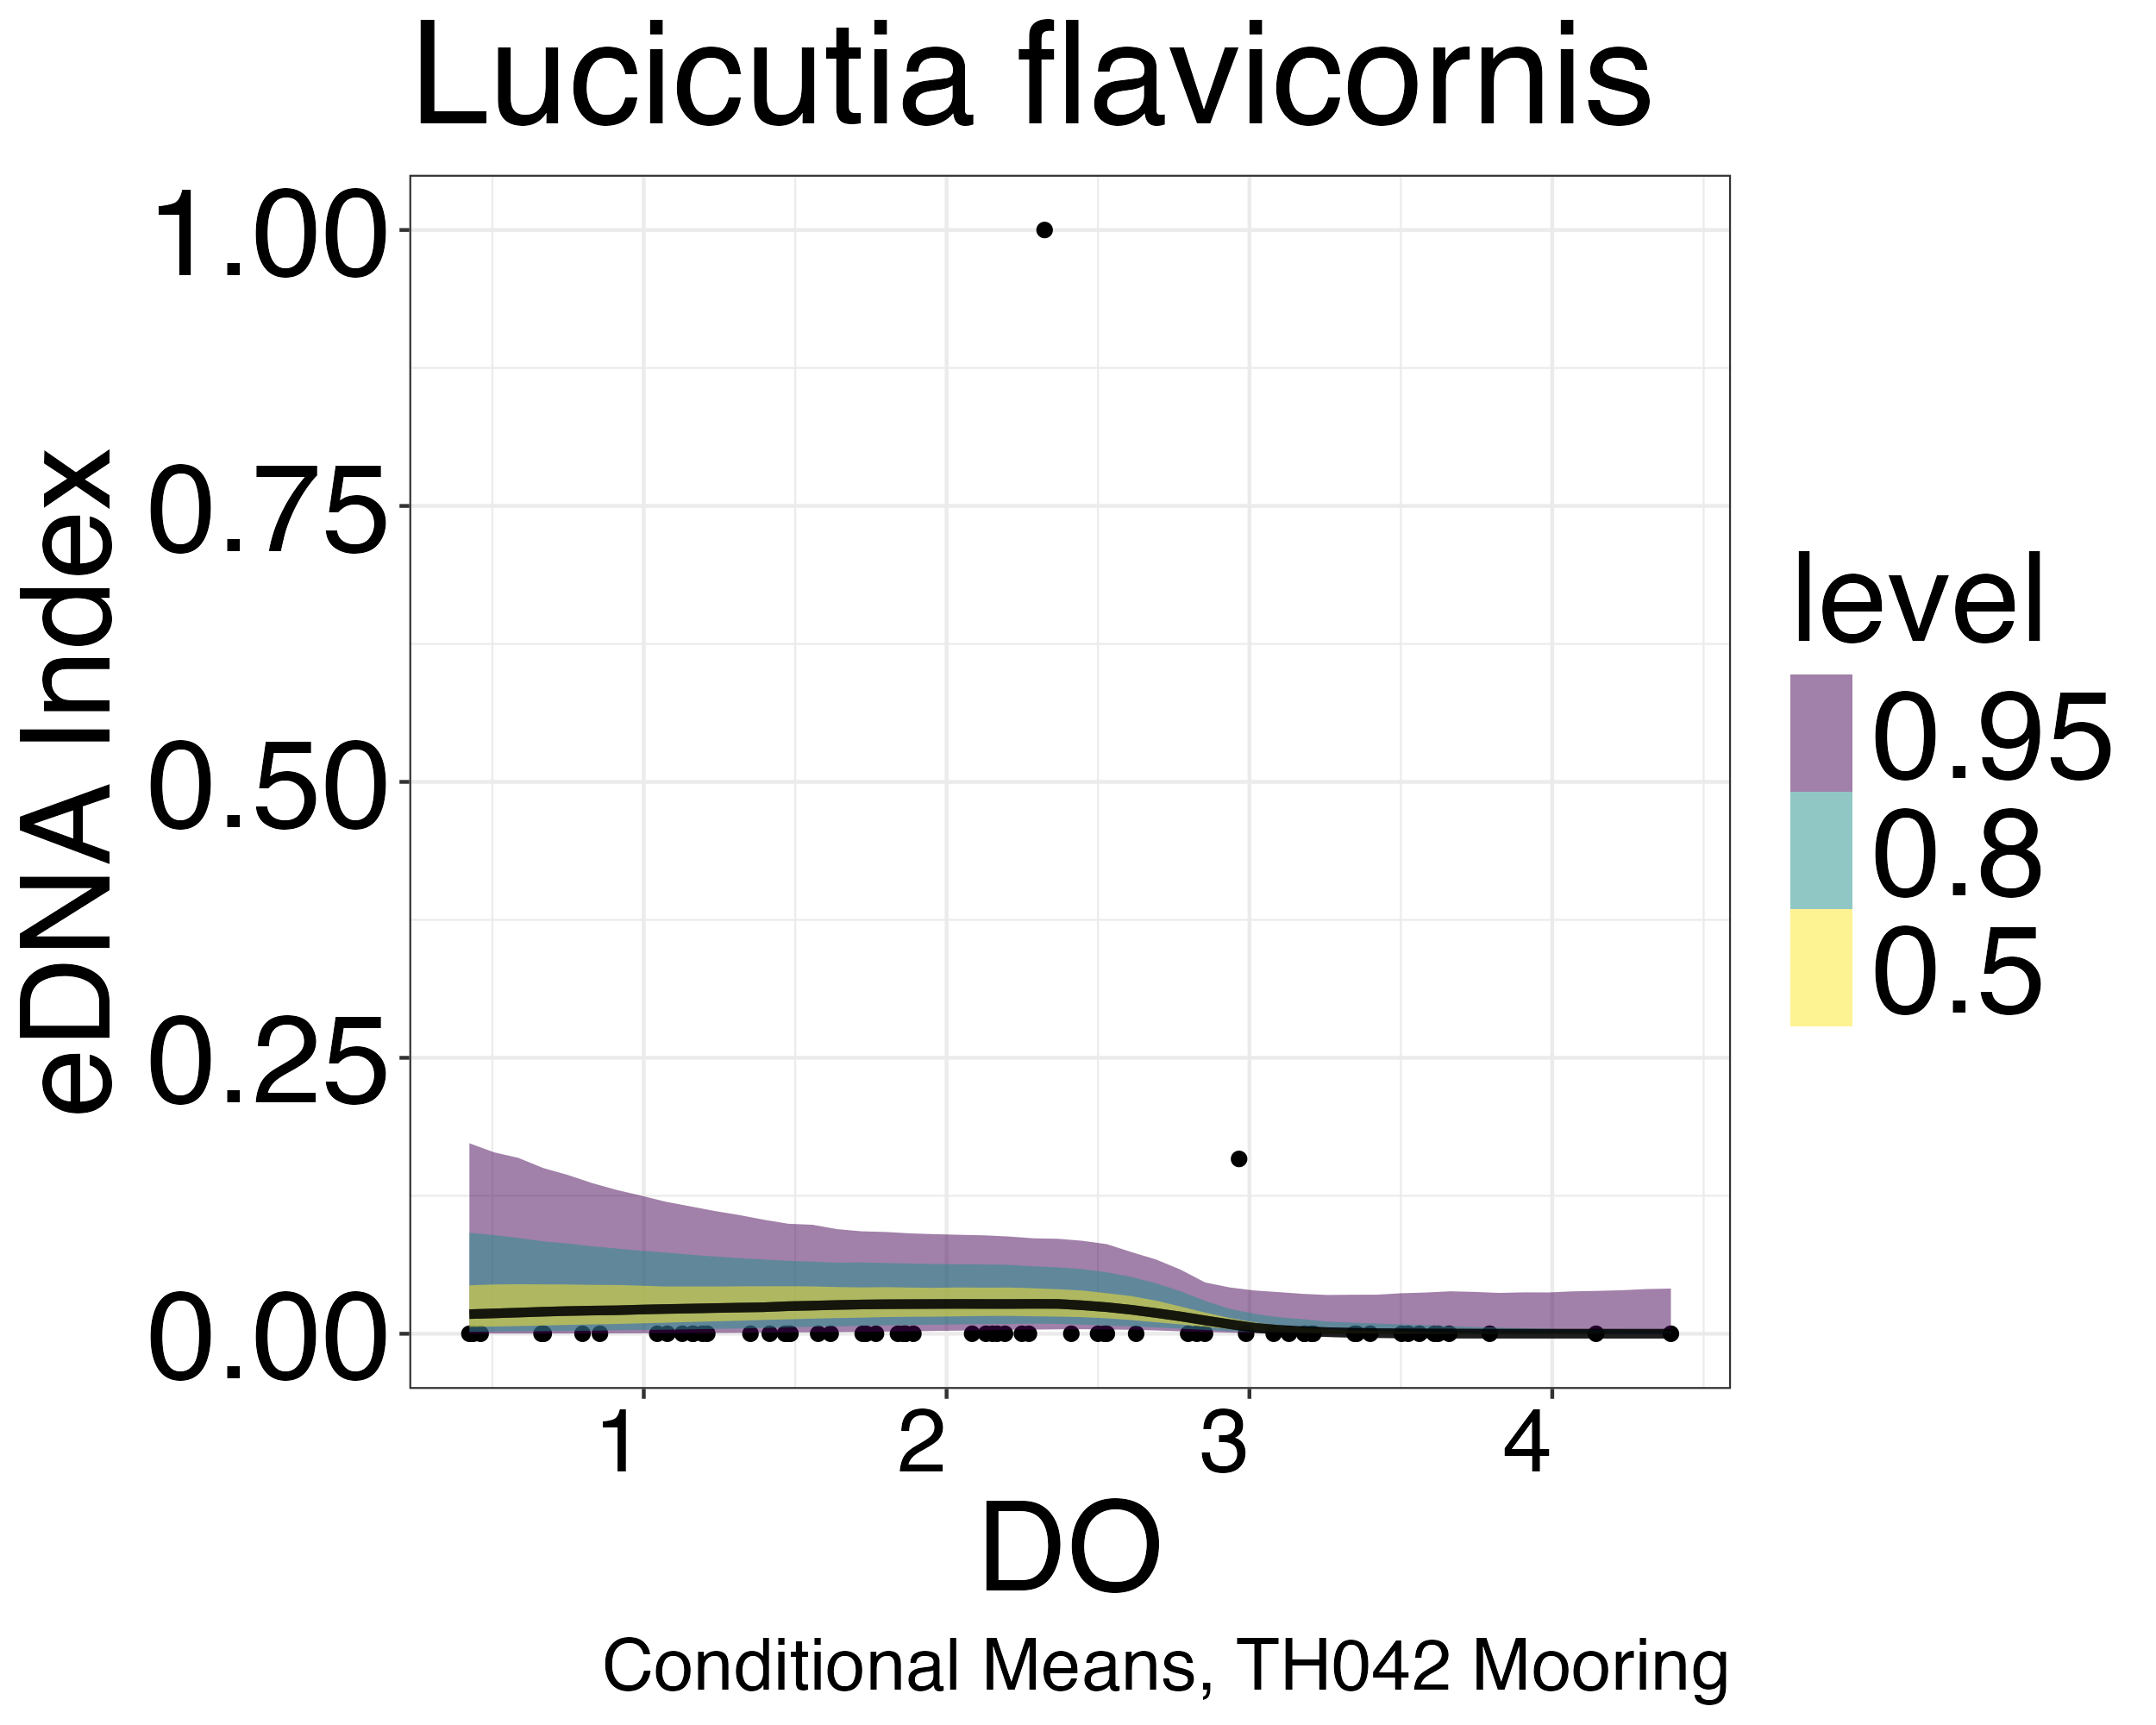 Lucicutia flavicornis
eDNA Index
1.00
0.75
0.50
0.25
0.00
1 2 3 4
DO
Conditional Means, TH042 Mooring
level
0.95
0.8
0.5